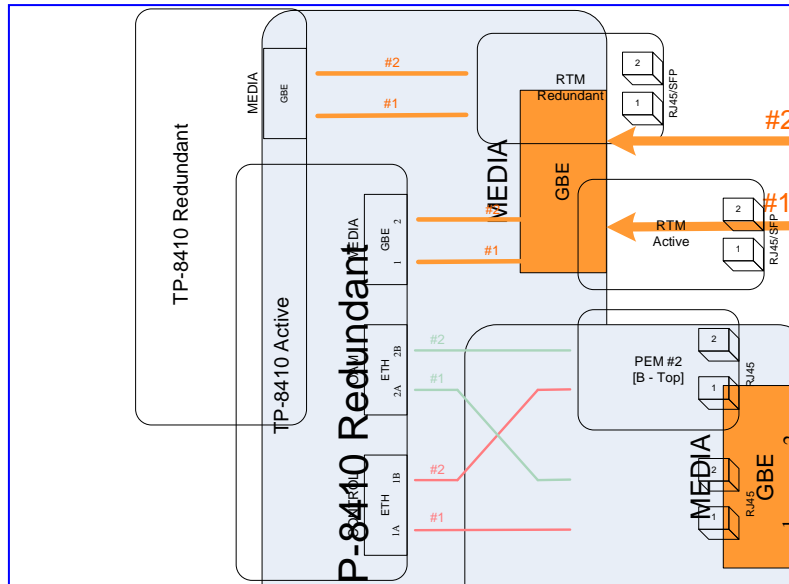 MEDIA
GBE
#2
#1
RTM
Redundant
2
1
RJ45/SFP
#2
TP-8410 Redundant
MEDIA
GBE
MEDIA
GBE
2
1
#2
#1
RTM
Active
2
1
RJ45/SFP
#1
TP-8410 Active
P-8410 Redundant
ETH
2B
2A
#2
#1
PEM #2
[B - Top]
2
1
RJ45
CONTROL
ETH
1B
1A
#2
#1
MEDIA
GBE
2
1
RJ45